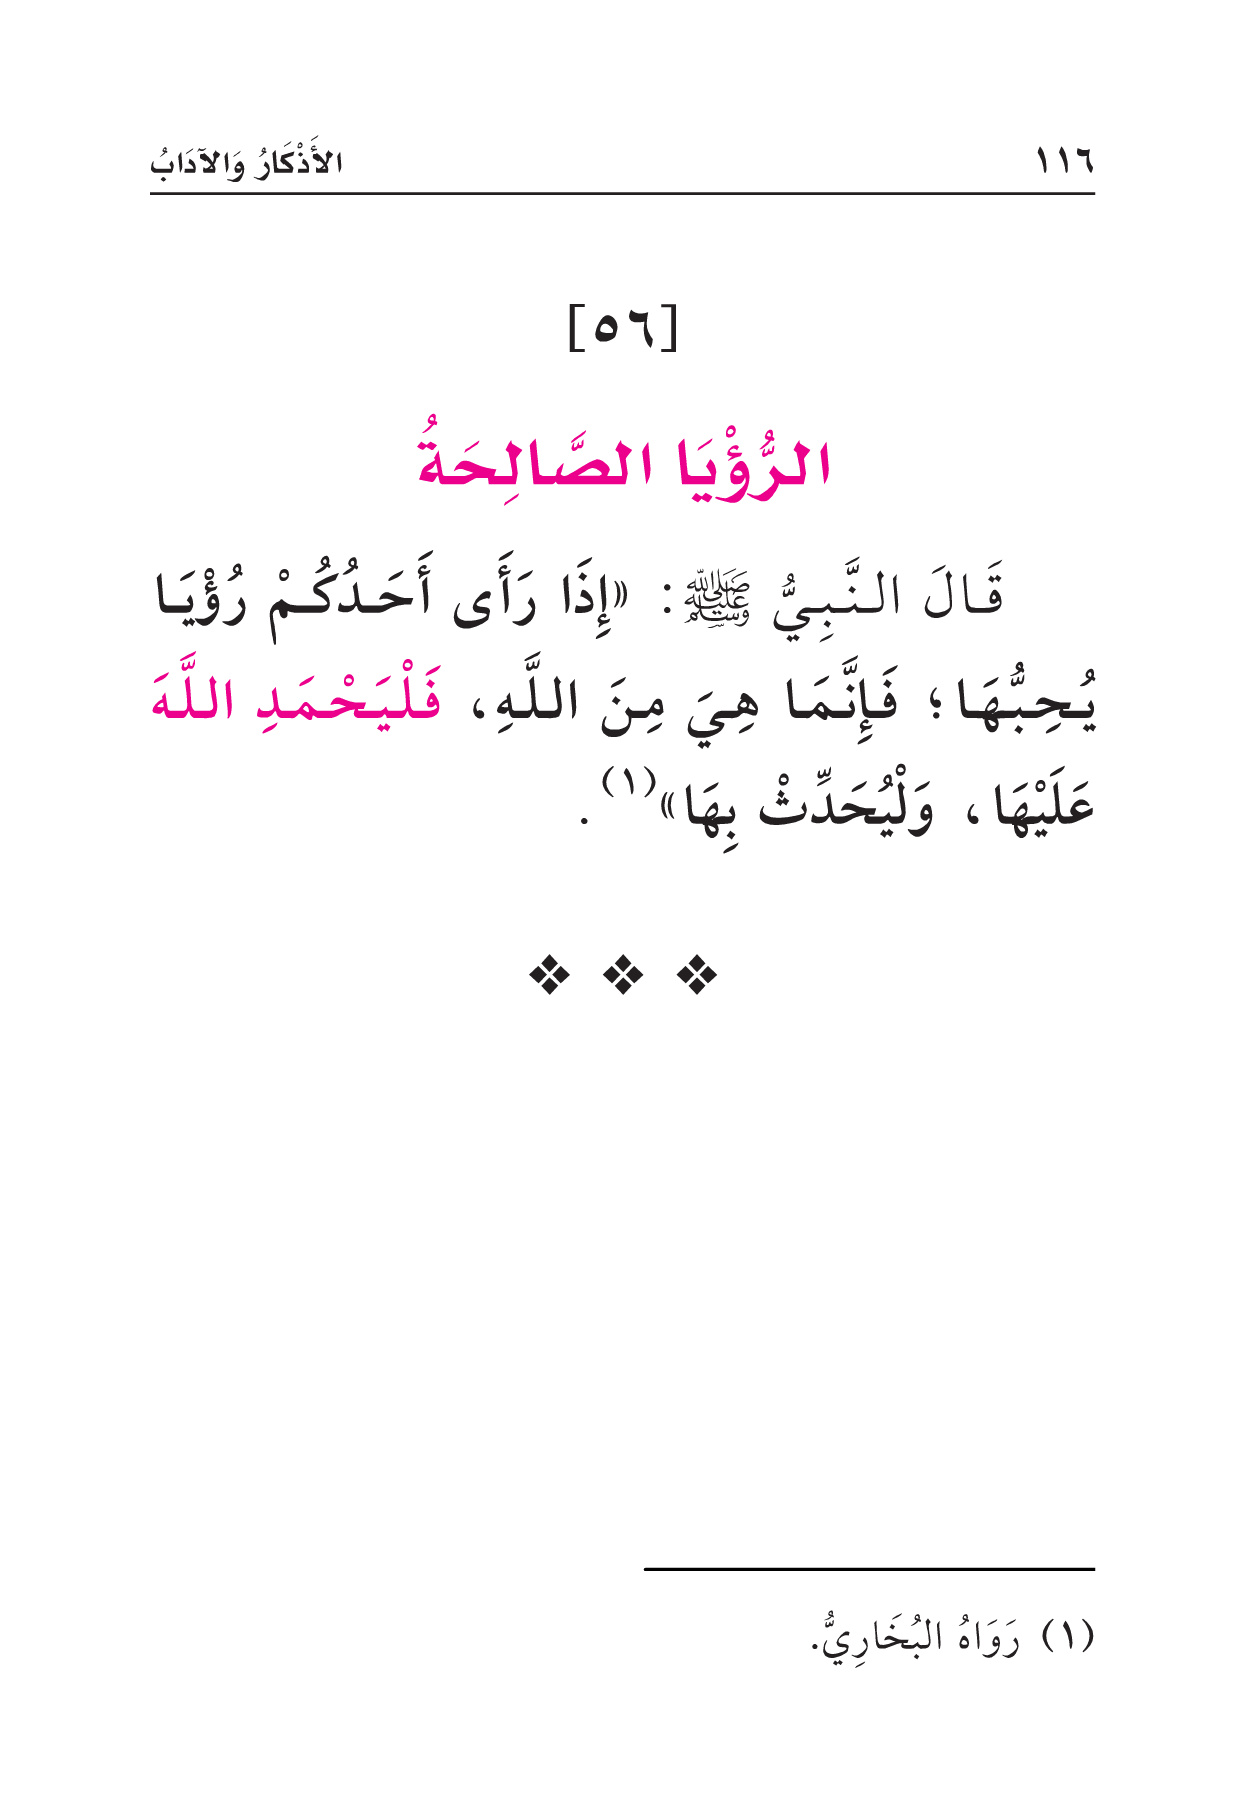 ١١٦ الأَذْكَارُ وَالآدَابُ
[٥٦]
الرُّؤْيَا الصَّالِحَةُ
قَالَ النَّبِيُّ ﷺ: «إِذَا رَأَى أَحَدُكُمْ رُؤْيَا
يُحِبُّهَا؛ فَإِنَّمَا هِيَ مِنَ اللَّهِ، فَلْيَحْمَدِ اللَّهَ
عَلَيْهَا، وَلْيُحَدِّثْ بِهَا»(١).
(١) رَوَاهُ البُخَارِيُّ.